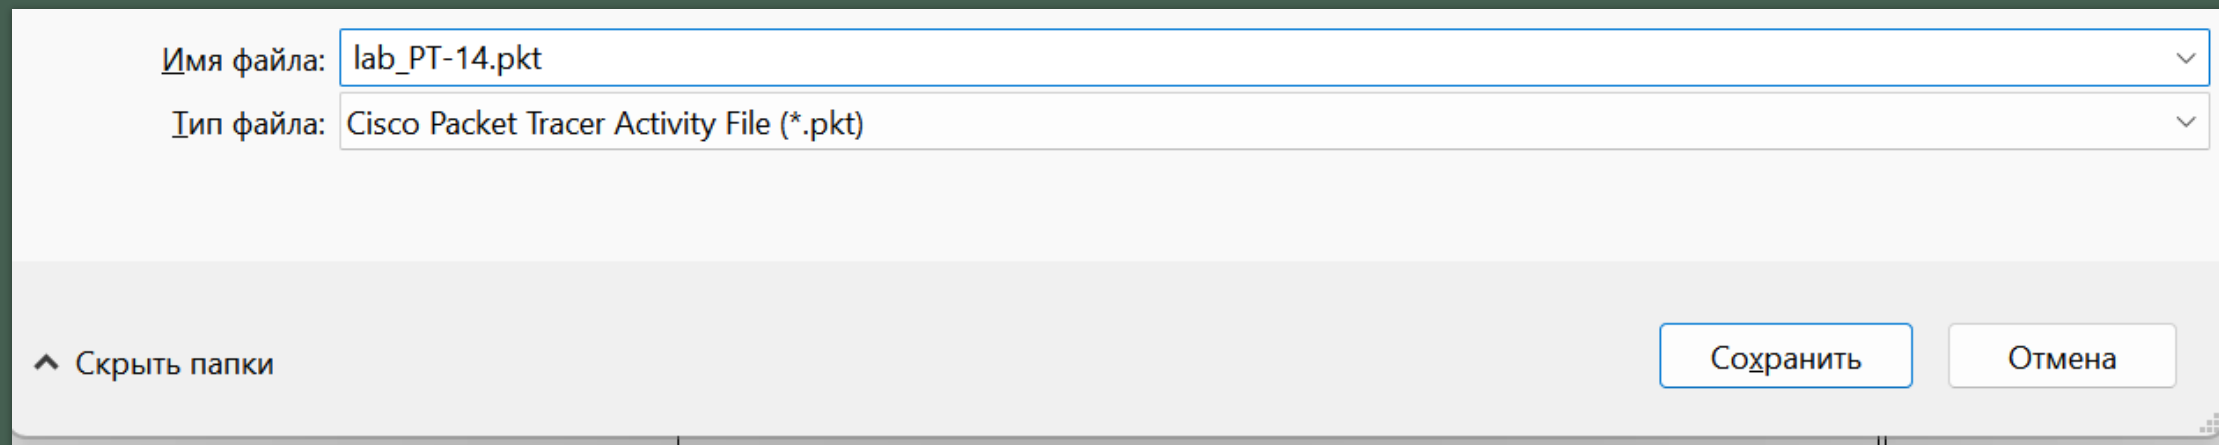 Имя файла: lab_PT-14.pkt
Тип файла: Cisco Packet Tracer Activity File (*.pkt)
Скрыть папки Сохранить Отмена